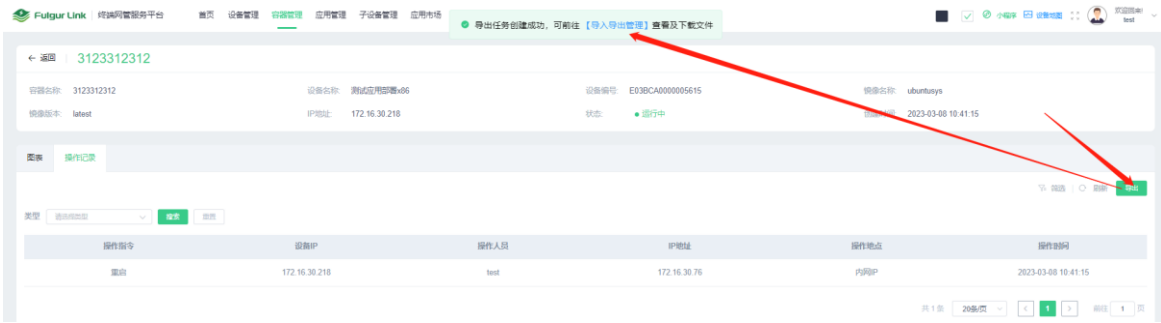 Fulgur Link 终端网管服务平台 首页 设备管理 容器管理 应用管理 子设备管理 应用市场 小程序 设备地图 欢迎您来!
test
导出任务创建成功，可前往【导入导出管理】查看及下载文件
返回 3123312312
容器名称: 3123312312 设备名称: 测试应用部署x86 设备编号: E03BCA0000005615 镜像名称: ubuntusys
镜像版本: latest IP地址: 172.16.30.218 状态: 运行中 创建时间: 2023-03-08 10:41:15
图表 操作记录
筛选 刷新 导出
类型 请选择类型 搜索 重置
操作指令 设备IP 操作人员 IP地址 操作地点 操作时间
重启 172.16.30.218 test 172.16.30.76 内网IP 2023-03-08 10:41:15
共 1 条 20条/页 1 前往 1 页